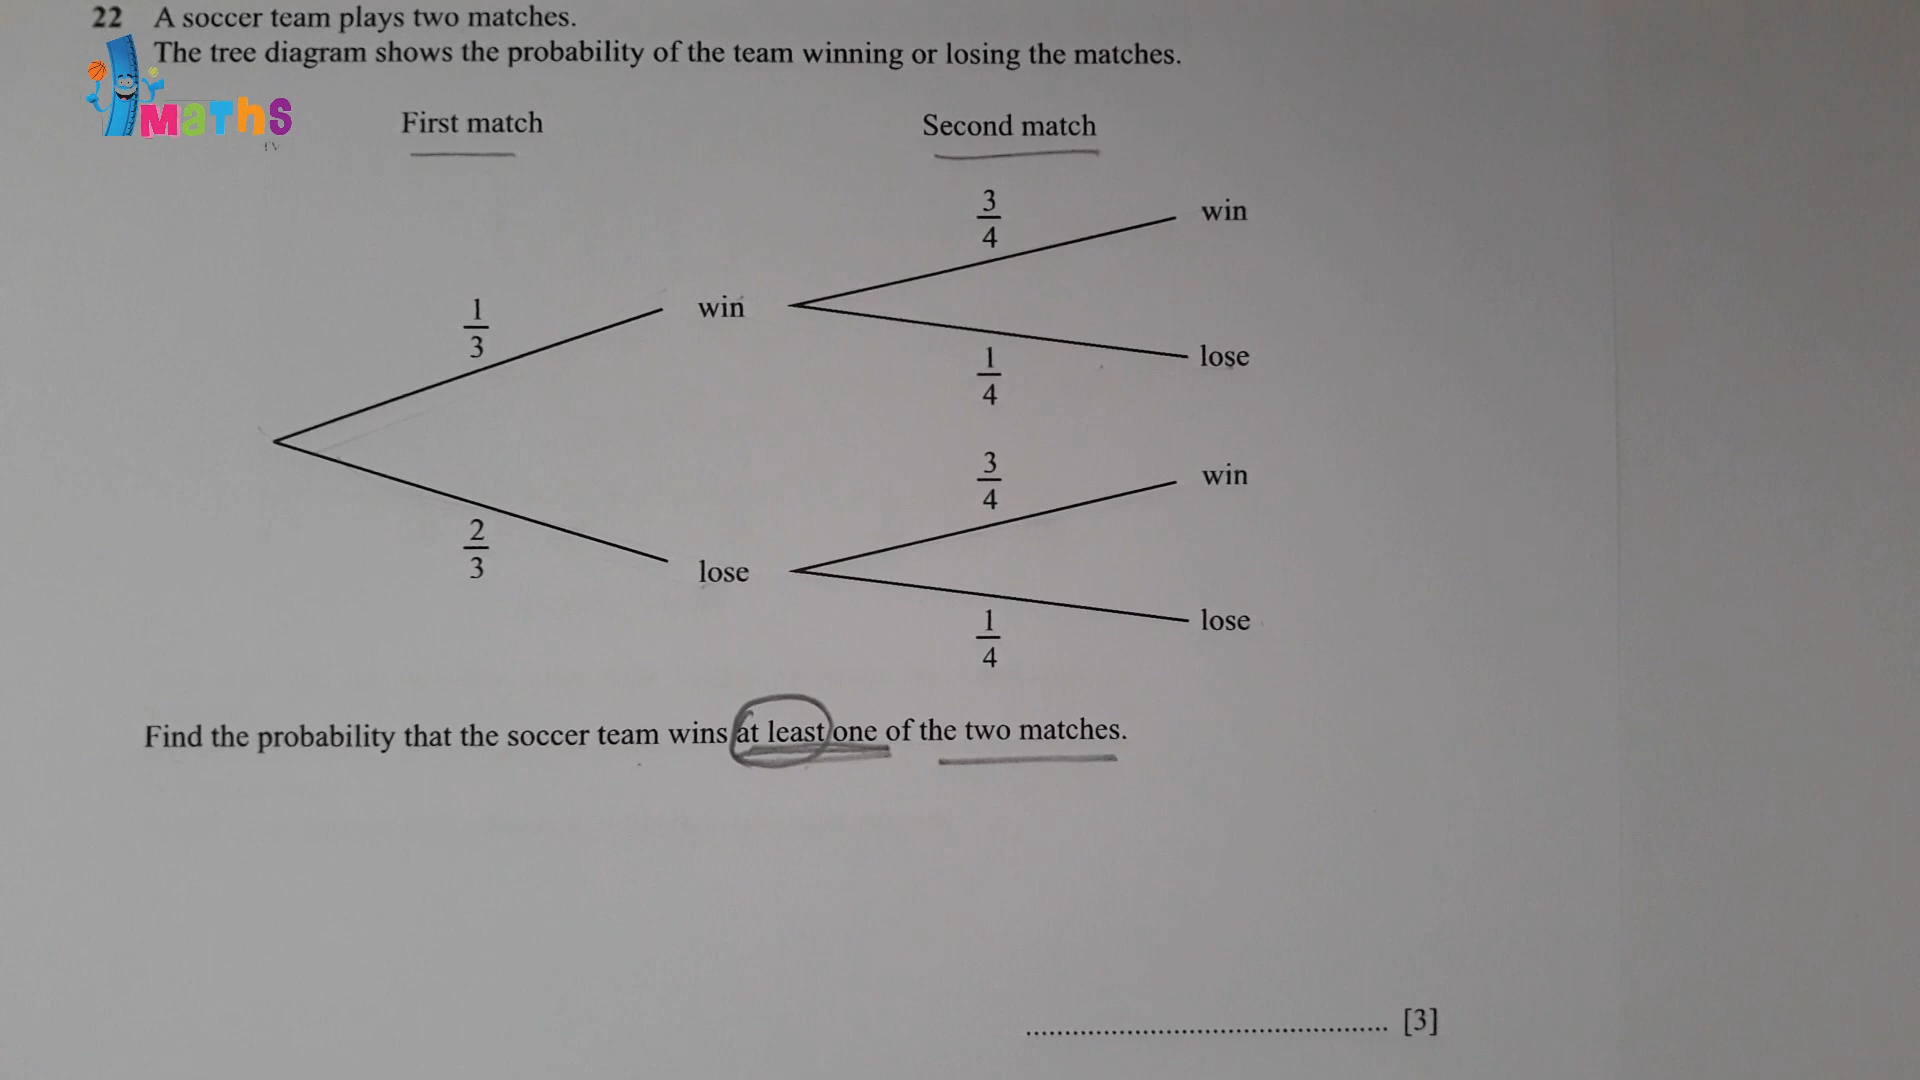 22 A soccer team plays two matches.
The tree diagram shows the probability of the team winning or losing the matches.
MaThS
First match
Second match
3/4
win
1/3
win
1/4
lose
3/4
win
2/3
lose
1/4
lose
Find the probability that the soccer team wins at least one of the two matches.
................................................ [3]